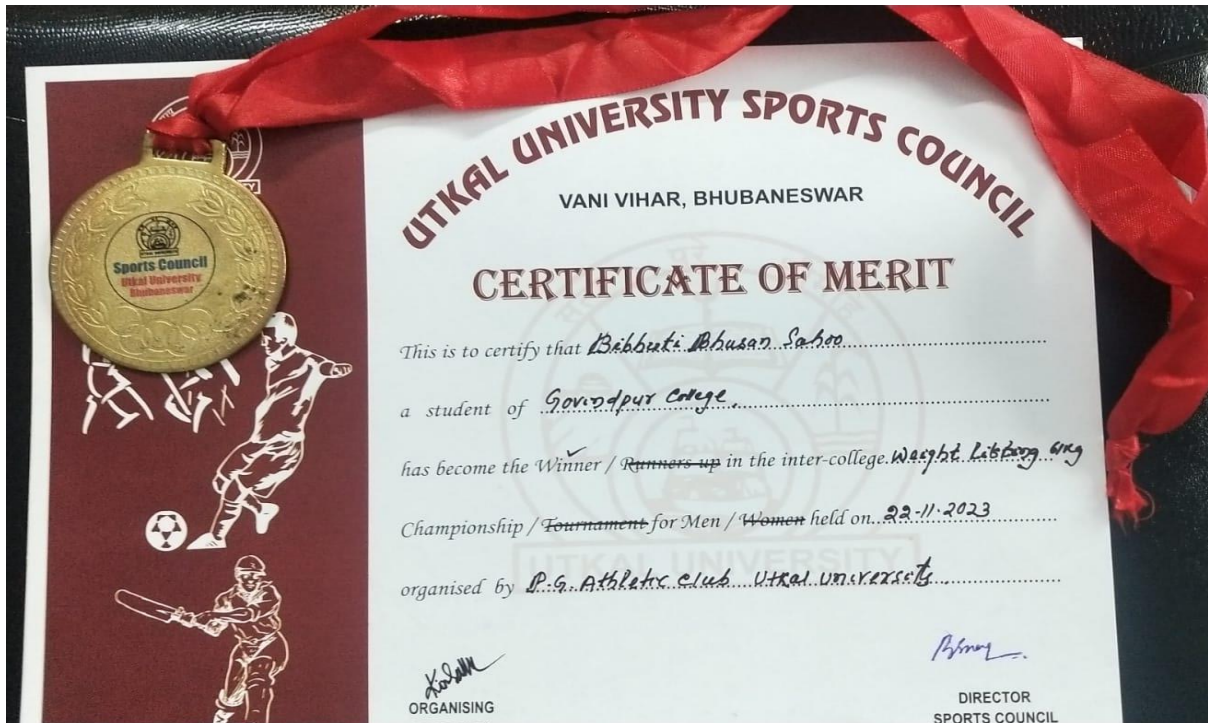 UTKAL UNIVERSITY SPORTS COUNCIL
VANI VIHAR, BHUBANESWAR
CERTIFICATE OF MERIT
This is to certify that Bibhuti Bhusan Sahoo
a student of Govindpur College.
has become the Winner / Runners up in the inter-college Weight Lifting 61kg
Championship / Tournament for Men / Women held on 22-11-2023
organised by P.G. Athletic club Utkal University
ORGANISING
DIRECTOR
SPORTS COUNCIL
Sports Council
Utkal University
Bhubaneswar
UTKAL UNIVERSITY